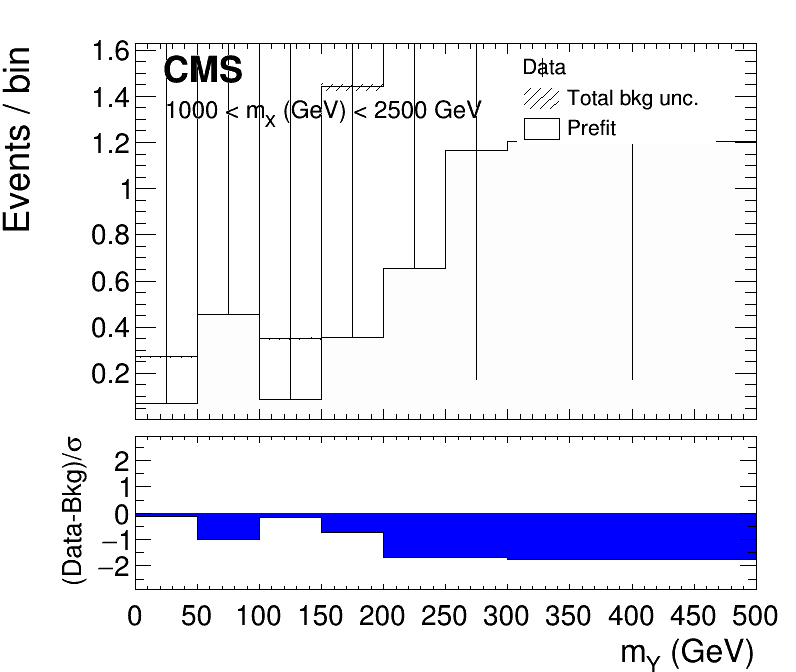 Events / bin
1.6
1.4
1.2
1
0.8
0.6
0.4
0.2
CMS
1000 < mX (GeV) < 2500 GeV
Data
Total bkg unc.
Prefit
(Data-Bkg)/σ
2
1
0
−1
−2
0 50 100 150 200 250 300 350 400 450 500
mY (GeV)